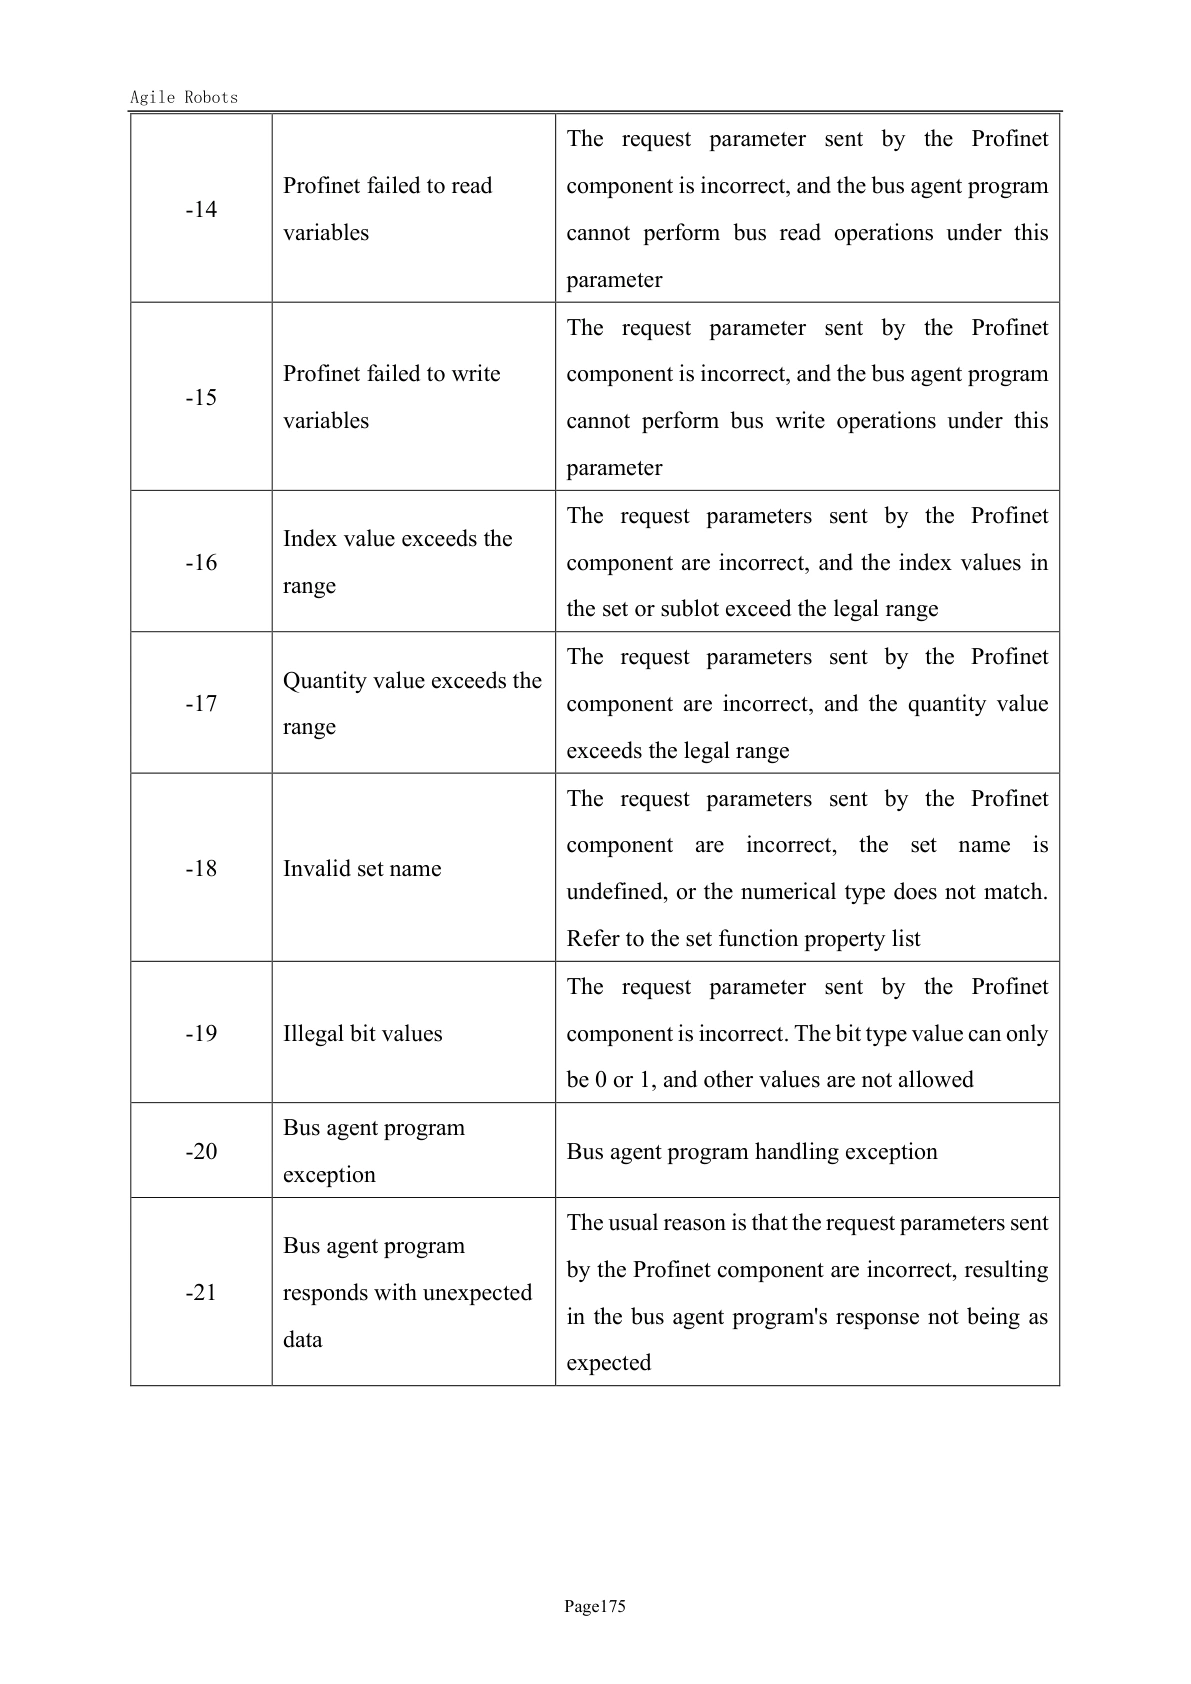 Agile Robots
-14
Profinet failed to read
variables
The request parameter sent by the Profinet
component is incorrect, and the bus agent program
cannot perform bus read operations under this
parameter
-15
Profinet failed to write
variables
The request parameter sent by the Profinet
component is incorrect, and the bus agent program
cannot perform bus write operations under this
parameter
-16
Index value exceeds the
range
The request parameters sent by the Profinet
component are incorrect, and the index values in
the set or sublot exceed the legal range
-17
Quantity value exceeds the
range
The request parameters sent by the Profinet
component are incorrect, and the quantity value
exceeds the legal range
-18
Invalid set name
The request parameters sent by the Profinet
component are incorrect, the set name is
undefined, or the numerical type does not match.
Refer to the set function property list
-19
Illegal bit values
The request parameter sent by the Profinet
component is incorrect. The bit type value can only
be 0 or 1, and other values are not allowed
-20
Bus agent program
exception
Bus agent program handling exception
-21
Bus agent program
responds with unexpected
data
The usual reason is that the request parameters sent
by the Profinet component are incorrect, resulting
in the bus agent program's response not being as
expected
Page175